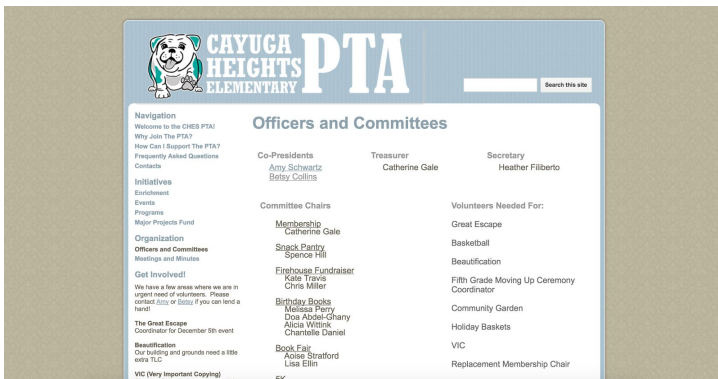 CAYUGA
HEIGHTS
ELEMENTARY
PTA
Search this site
Navigation
Welcome to the CHES PTA!
Why Join The PTA?
How Can I Support The PTA?
Frequently Asked Questions
Contacts
Initiatives
Enrichment
Events
Programs
Major Projects Fund
Organization
Officers and Committees
Meetings and Minutes
Get Involved!
We have a few areas where we are in
urgent need of volunteers. Please
contact Amy or Betsy if you can lend a
hand!
The Great Escape
Coordinator for December 5th event
Beautification
Our building and grounds need a little
extra TLC
VIC (Very Important Copying)
Officers and Committees
Co-Presidents
Amy Schwartz
Betsy Collins
Treasurer
Catherine Gale
Secretary
Heather Filiberto
Committee Chairs
Membership
Catherine Gale
Snack Pantry
Spence Hill
Firehouse Fundraiser
Kate Travis
Chris Miller
Birthday Books
Melissa Perry
Doa Abdel-Ghany
Alicia Wittink
Chantelle Daniel
Book Fair
Aoise Stratford
Lisa Ellin
5K
Volunteers Needed For:
Great Escape
Basketball
Beautification
Fifth Grade Moving Up Ceremony
Coordinator
Community Garden
Holiday Baskets
VIC
Replacement Membership Chair